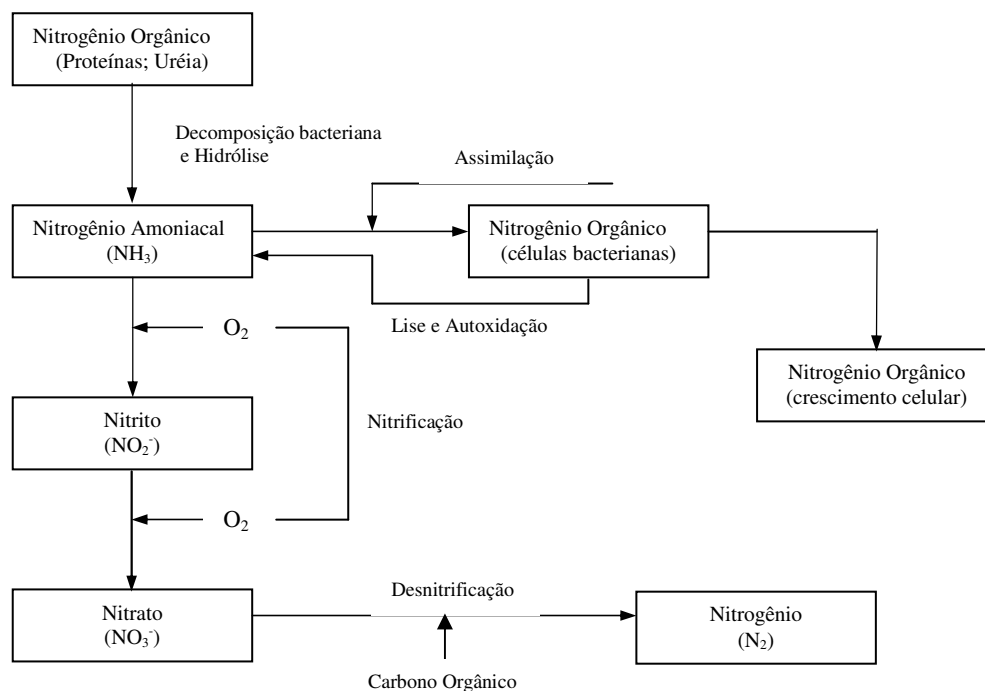 Nitrogênio Orgânico
(Proteínas; Uréia)
Decomposição bacteriana
e Hidrólise
Assimilação
Nitrogênio Amoniacal
(NH₃)
Nitrogênio Orgânico
(células bacterianas)
Lise e Autoxidação
O₂
Nitrogênio Orgânico
(crescimento celular)
Nitrito
(NO₂⁻)
Nitrificação
O₂
Desnitrificação
Nitrato
(NO₃⁻)
Nitrogênio
(N₂)
Carbono Orgânico